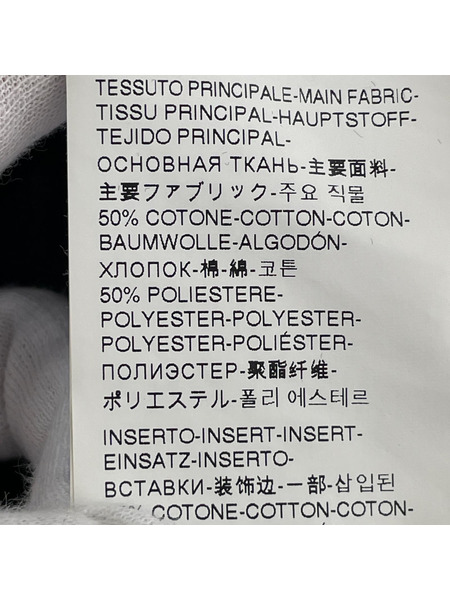 TESSUTO PRINCIPALE-MAIN FABRIC-
TISSU PRINCIPAL-HAUPTSTOFF-
TEJIDO PRINCIPAL-
ОСНОВНАЯ ТКАНЬ-主要面料-
主要ファブリック-주요 직물
50% COTONE-COTTON-COTON-
BAUMWOLLE-ALGODÓN-
ХЛОПОК-棉-綿-코튼
50% POLIESTERE-
POLYESTER-POLYESTER-
POLYESTER-POLIÉSTER-
ПОЛИЭСТЕР-聚酯纤维-
ポリエステル-폴리 에스테르
INSERTO-INSERT-INSERT-
EINSATZ-INSERTO-
ВСТАВКИ-装饰边-一部-삽입된
% COTONE-COTTON-COTON-